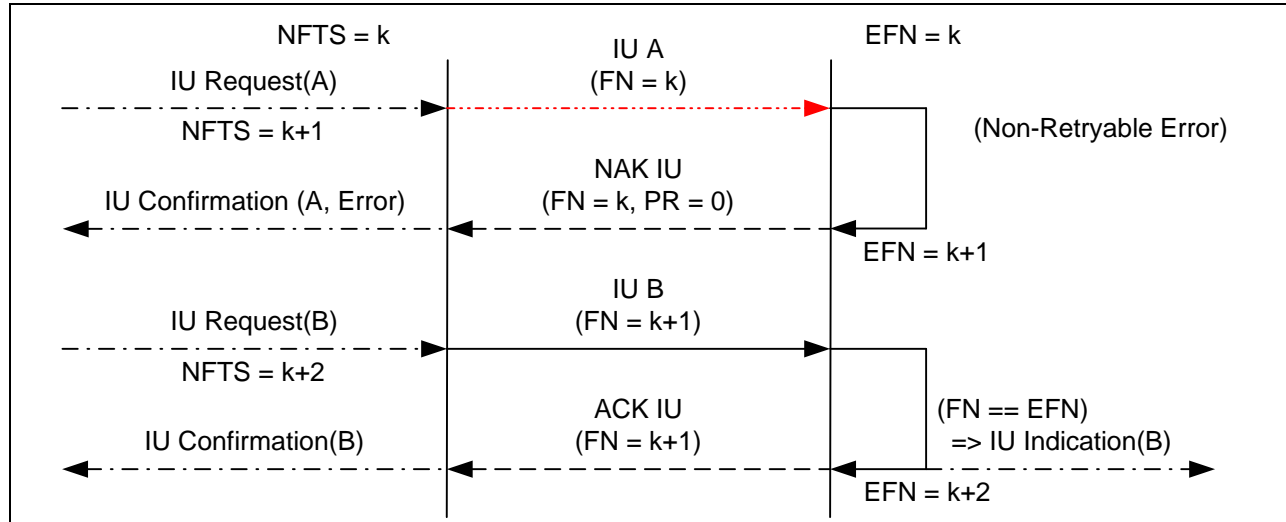 NFTS = k
EFN = k
IU A
(FN = k)
IU Request(A)
NFTS = k+1
(Non-Retryable Error)
NAK IU
(FN = k, PR = 0)
IU Confirmation (A, Error)
EFN = k+1
IU B
(FN = k+1)
IU Request(B)
NFTS = k+2
ACK IU
(FN = k+1)
IU Confirmation(B)
(FN == EFN)
=> IU Indication(B)
EFN = k+2